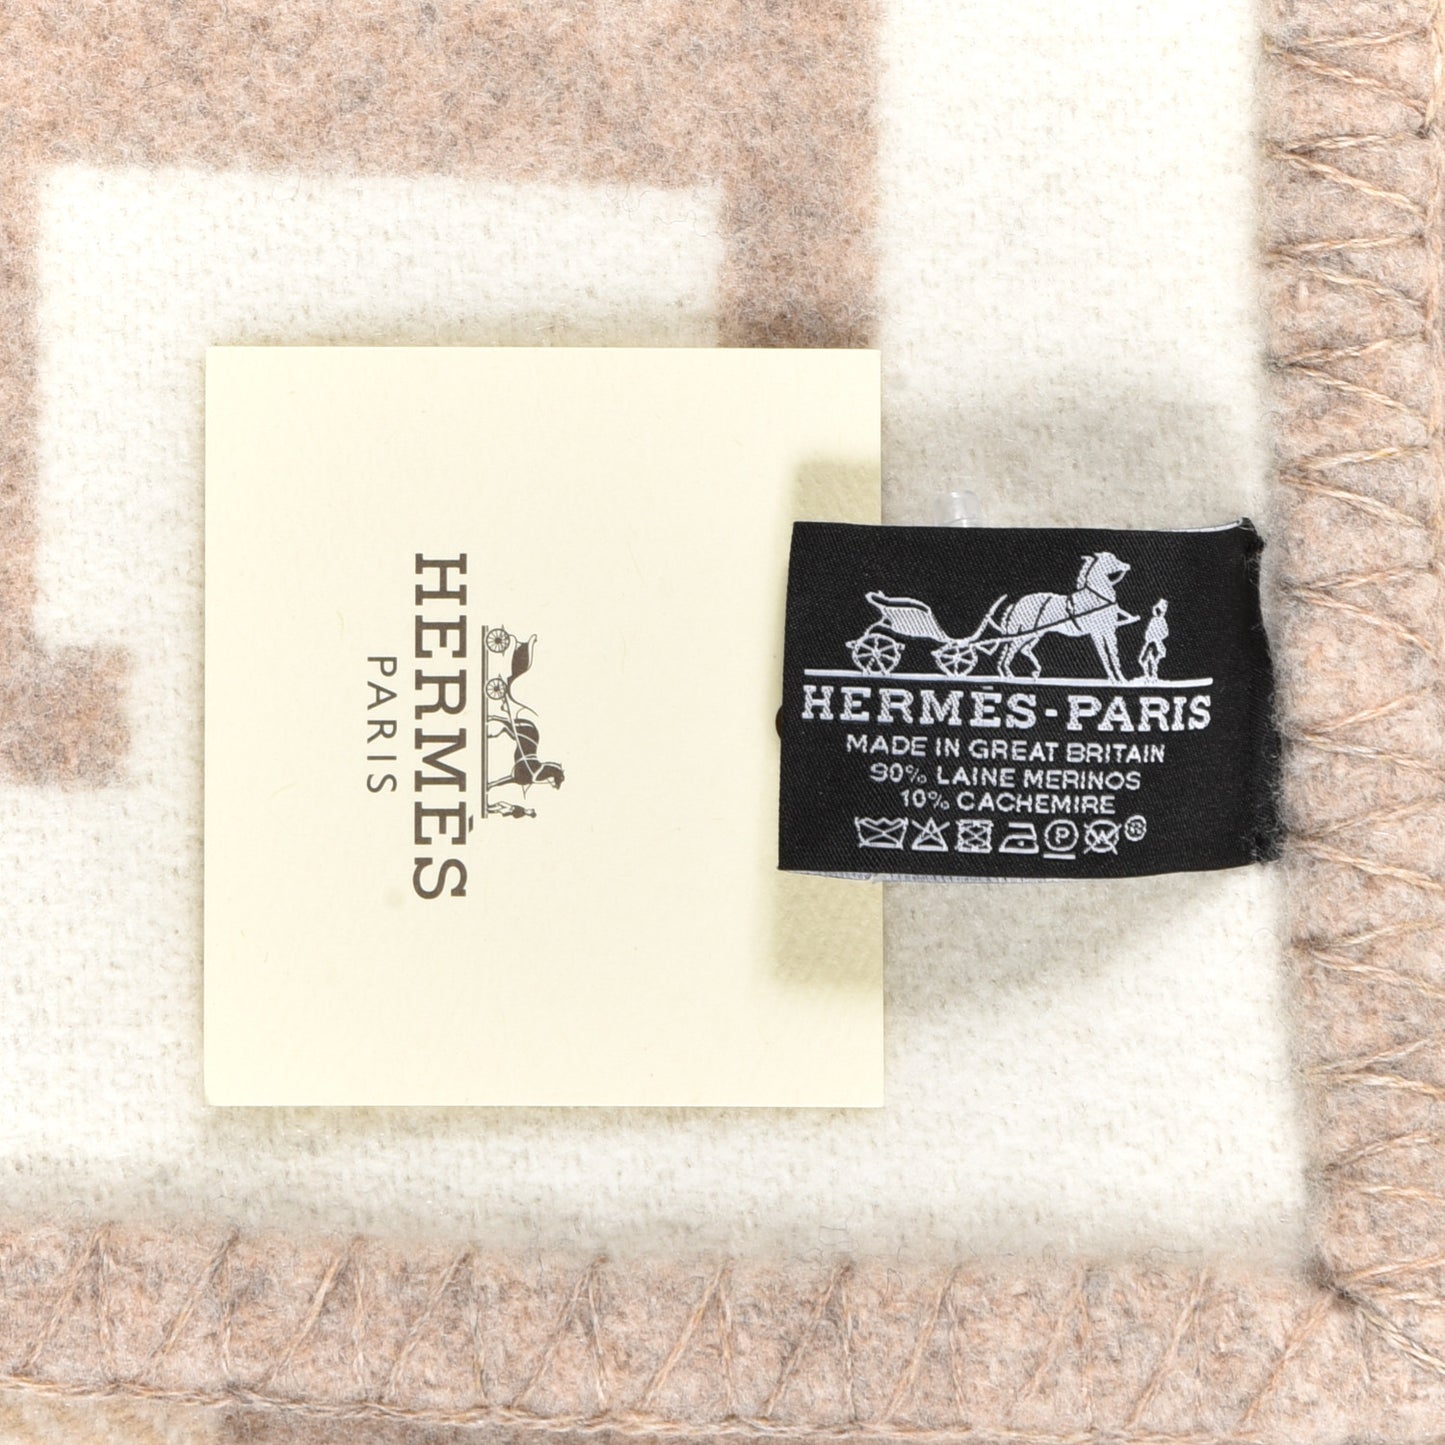 HERMÈS
PARIS
HERMÈS-PARIS
MADE IN GREAT BRITAIN
90% LAINE MERINOS
10% CACHEMIRE
P W®